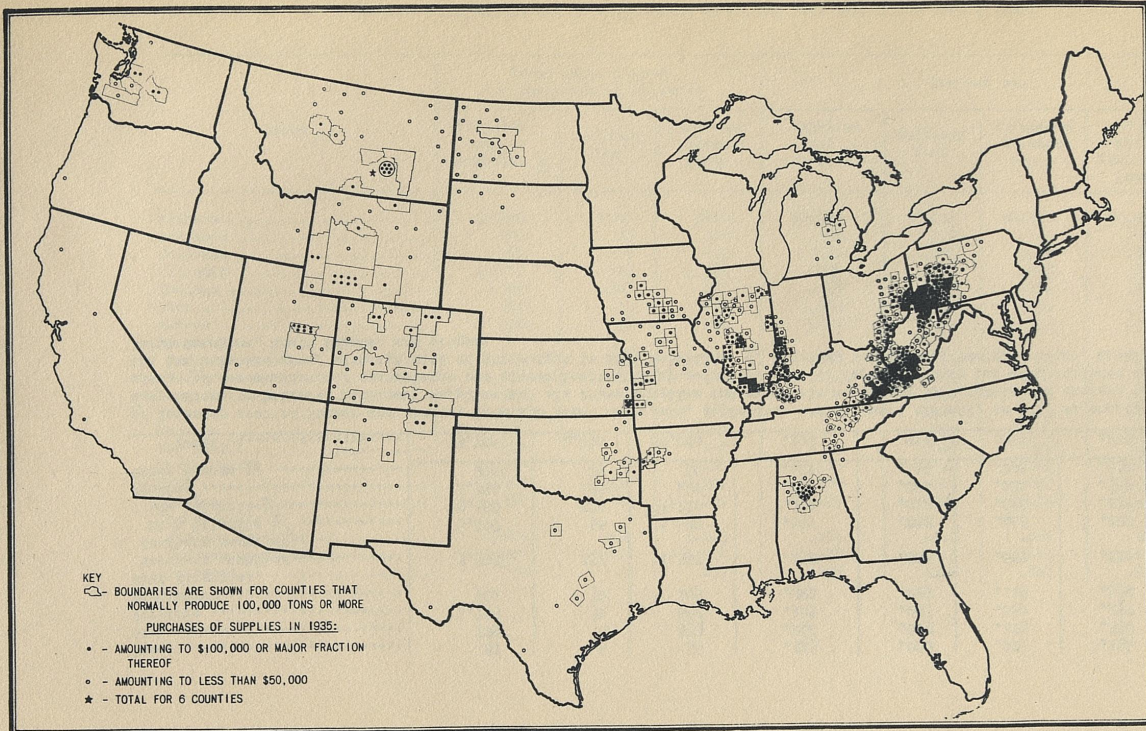 KEY
- BOUNDARIES ARE SHOWN FOR COUNTIES THAT
NORMALLY PRODUCE 100,000 TONS OR MORE
PURCHASES OF SUPPLIES IN 1935:
• - AMOUNTING TO $100,000 OR MAJOR FRACTION
THEREOF
○ - AMOUNTING TO LESS THAN $50,000
★ - TOTAL FOR 6 COUNTIES